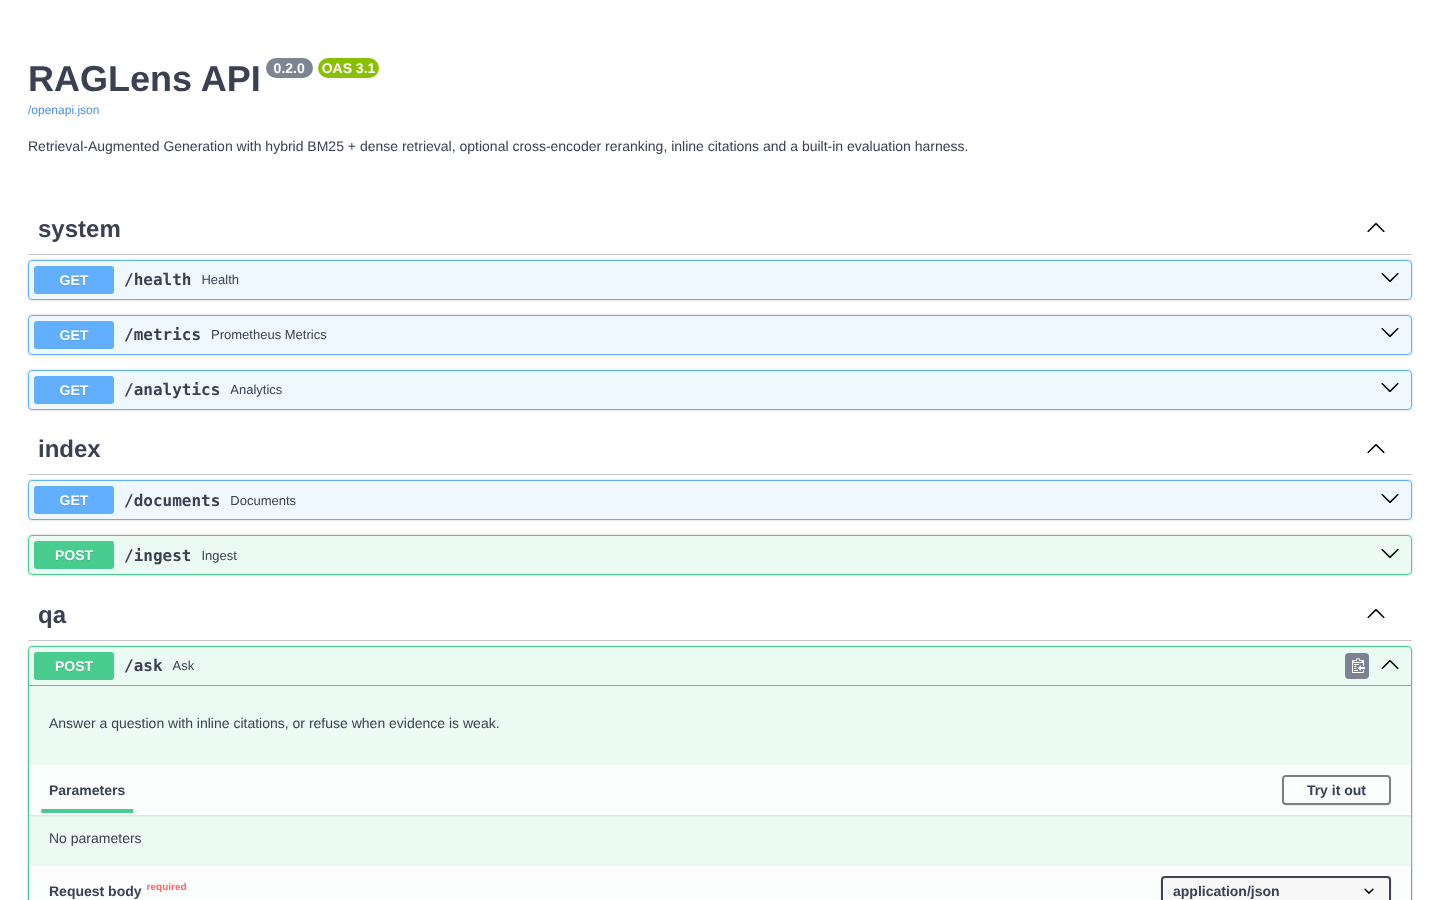 RAGLens API 0.2.0 OAS 3.1
/openapi.json
Retrieval-Augmented Generation with hybrid BM25 + dense retrieval, optional cross-encoder reranking, inline citations and a built-in evaluation harness.
system
GET /health Health
GET /metrics Prometheus Metrics
GET /analytics Analytics
index
GET /documents Documents
POST /ingest Ingest
qa
POST /ask Ask
Answer a question with inline citations, or refuse when evidence is weak.
Parameters Try it out
No parameters
Request body required application/json